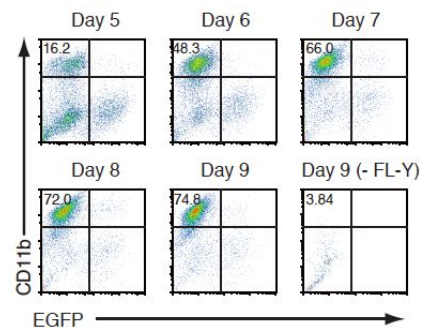 Day 5 Day 6 Day 7
16.2 48.3 66.0
Day 8 Day 9 Day 9 (- FL-Y)
72.0 74.8 3.84
CD11b
EGFP